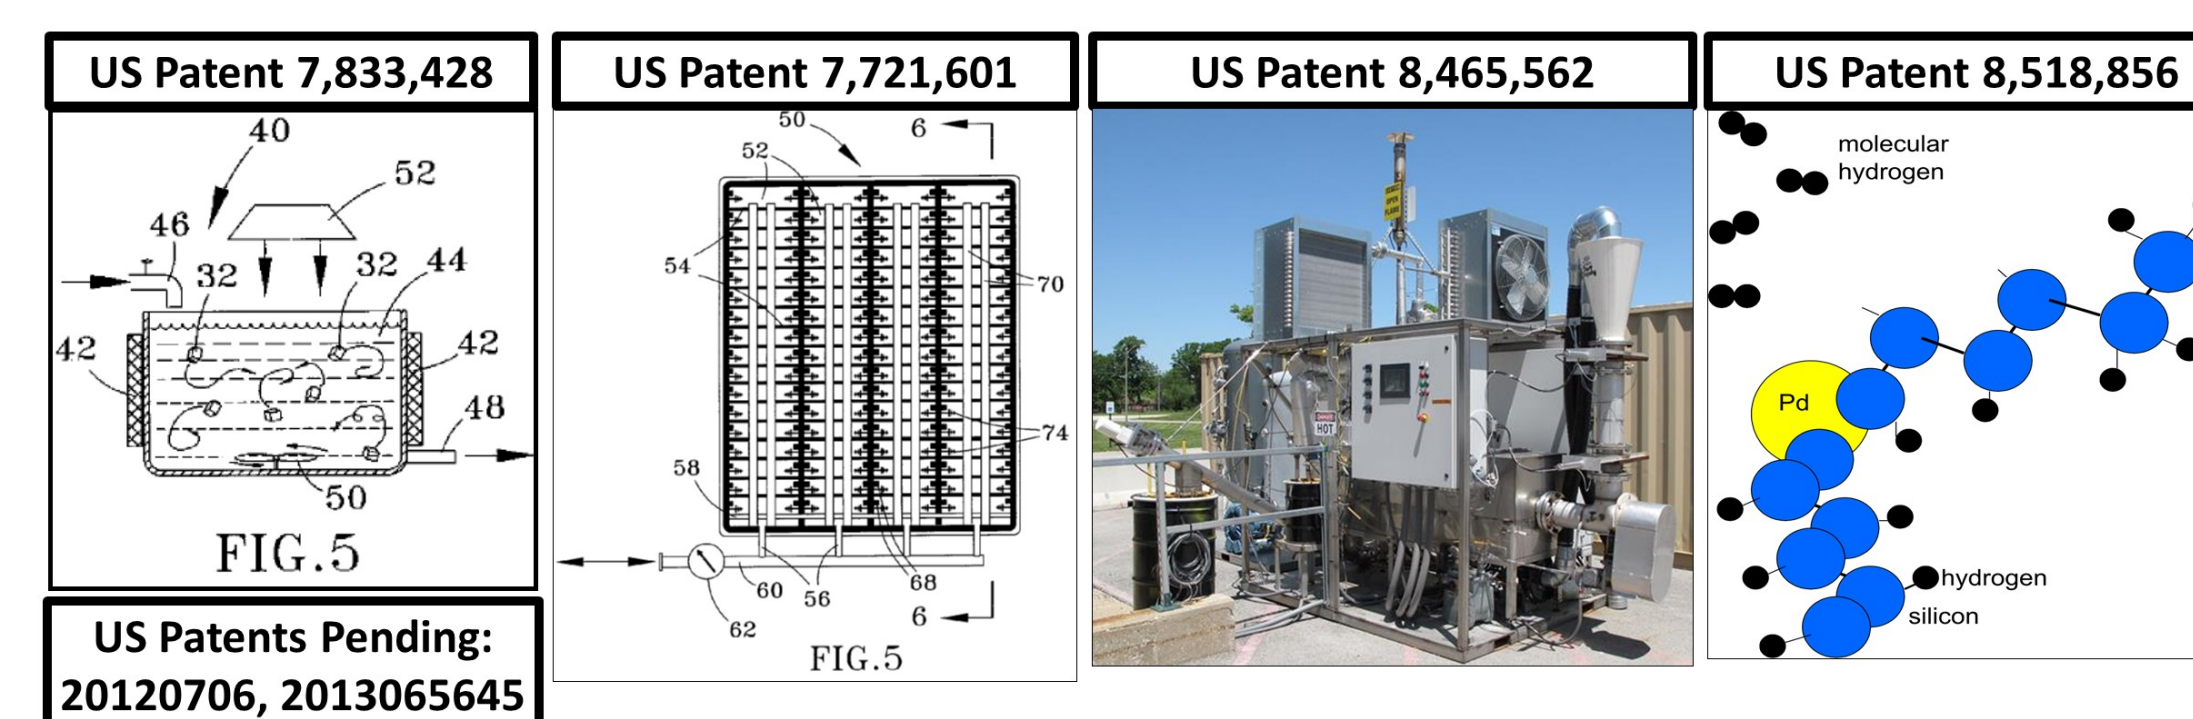 US Patent 7,833,428
40
52
46
32
32
44
42
42
48
50
FIG.5
US Patents Pending:
20120706, 2013065645
US Patent 7,721,601
50
6
52
54
70
74
58
68
60
56
6
62
FIG.5
US Patent 8,465,562
OPEN
FLAME
HOT
US Patent 8,518,856
molecular
hydrogen
Pd
hydrogen
silicon